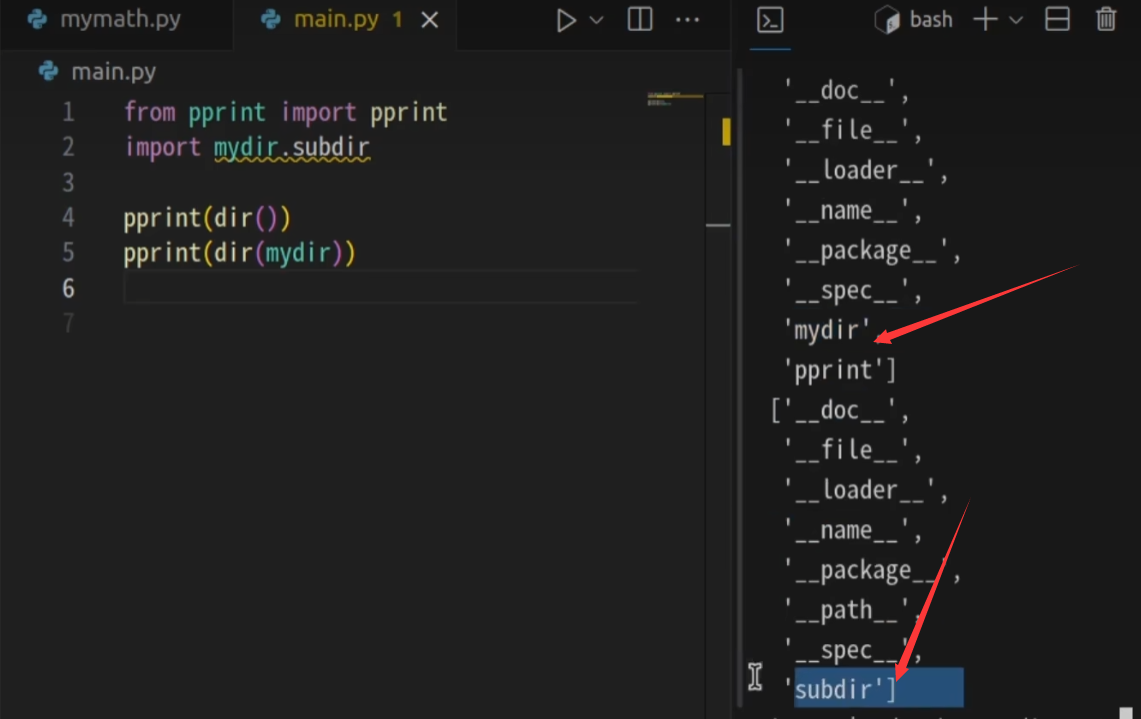 mymath.py
main.py 1
main.py
1 from pprint import pprint
2 import mydir.subdir
3
4 pprint(dir())
5 pprint(dir(mydir))
6
7
bash
'__doc__',
'__file__',
'__loader__',
'__name__',
'__package__',
'__spec__',
'mydir',
'pprint']
['__doc__',
'__file__',
'__loader__',
'__name__',
'__package__',
'__path__',
'__spec__',
'subdir']